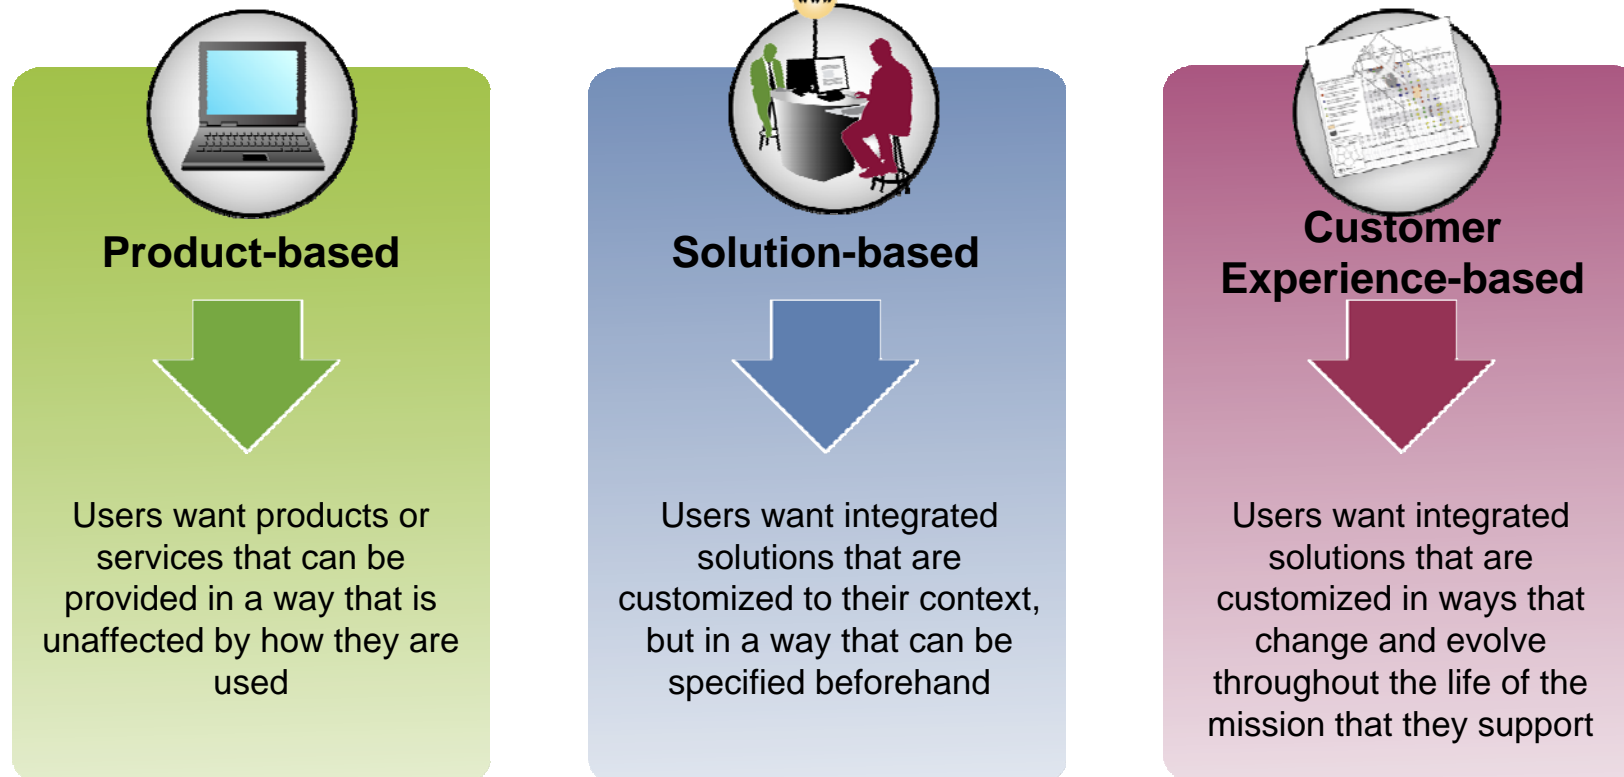 Product-based
Users want products or
services that can be
provided in a way that is
unaffected by how they are
used
Solution-based
Users want integrated
solutions that are
customized to their context,
but in a way that can be
specified beforehand
Customer
Experience-based
Users want integrated
solutions that are
customized in ways that
change and evolve
throughout the life of the
mission that they support